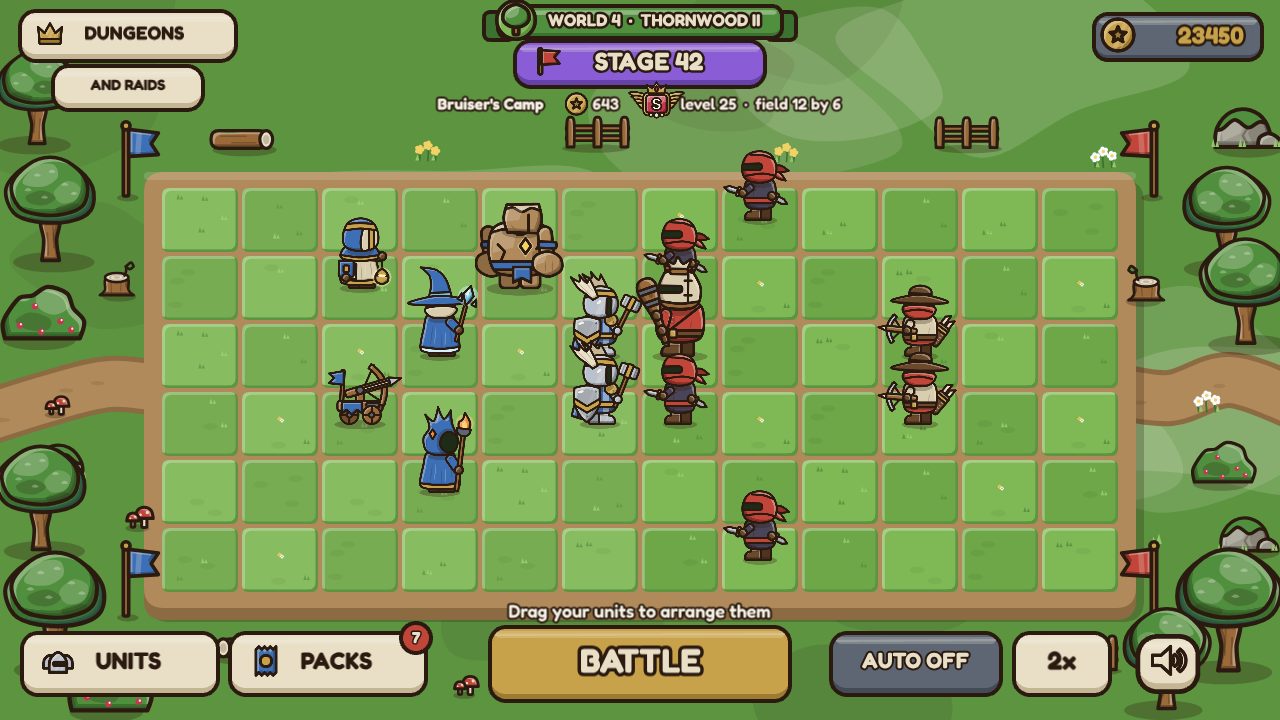 DUNGEONS
AND RAIDS
WORLD 4 · THORNWOOD II
STAGE 42
Bruiser's Camp 643 S level 25 · field 12 by 6
23450
Drag your units to arrange them
UNITS
PACKS
7
BATTLE
AUTO OFF
2x